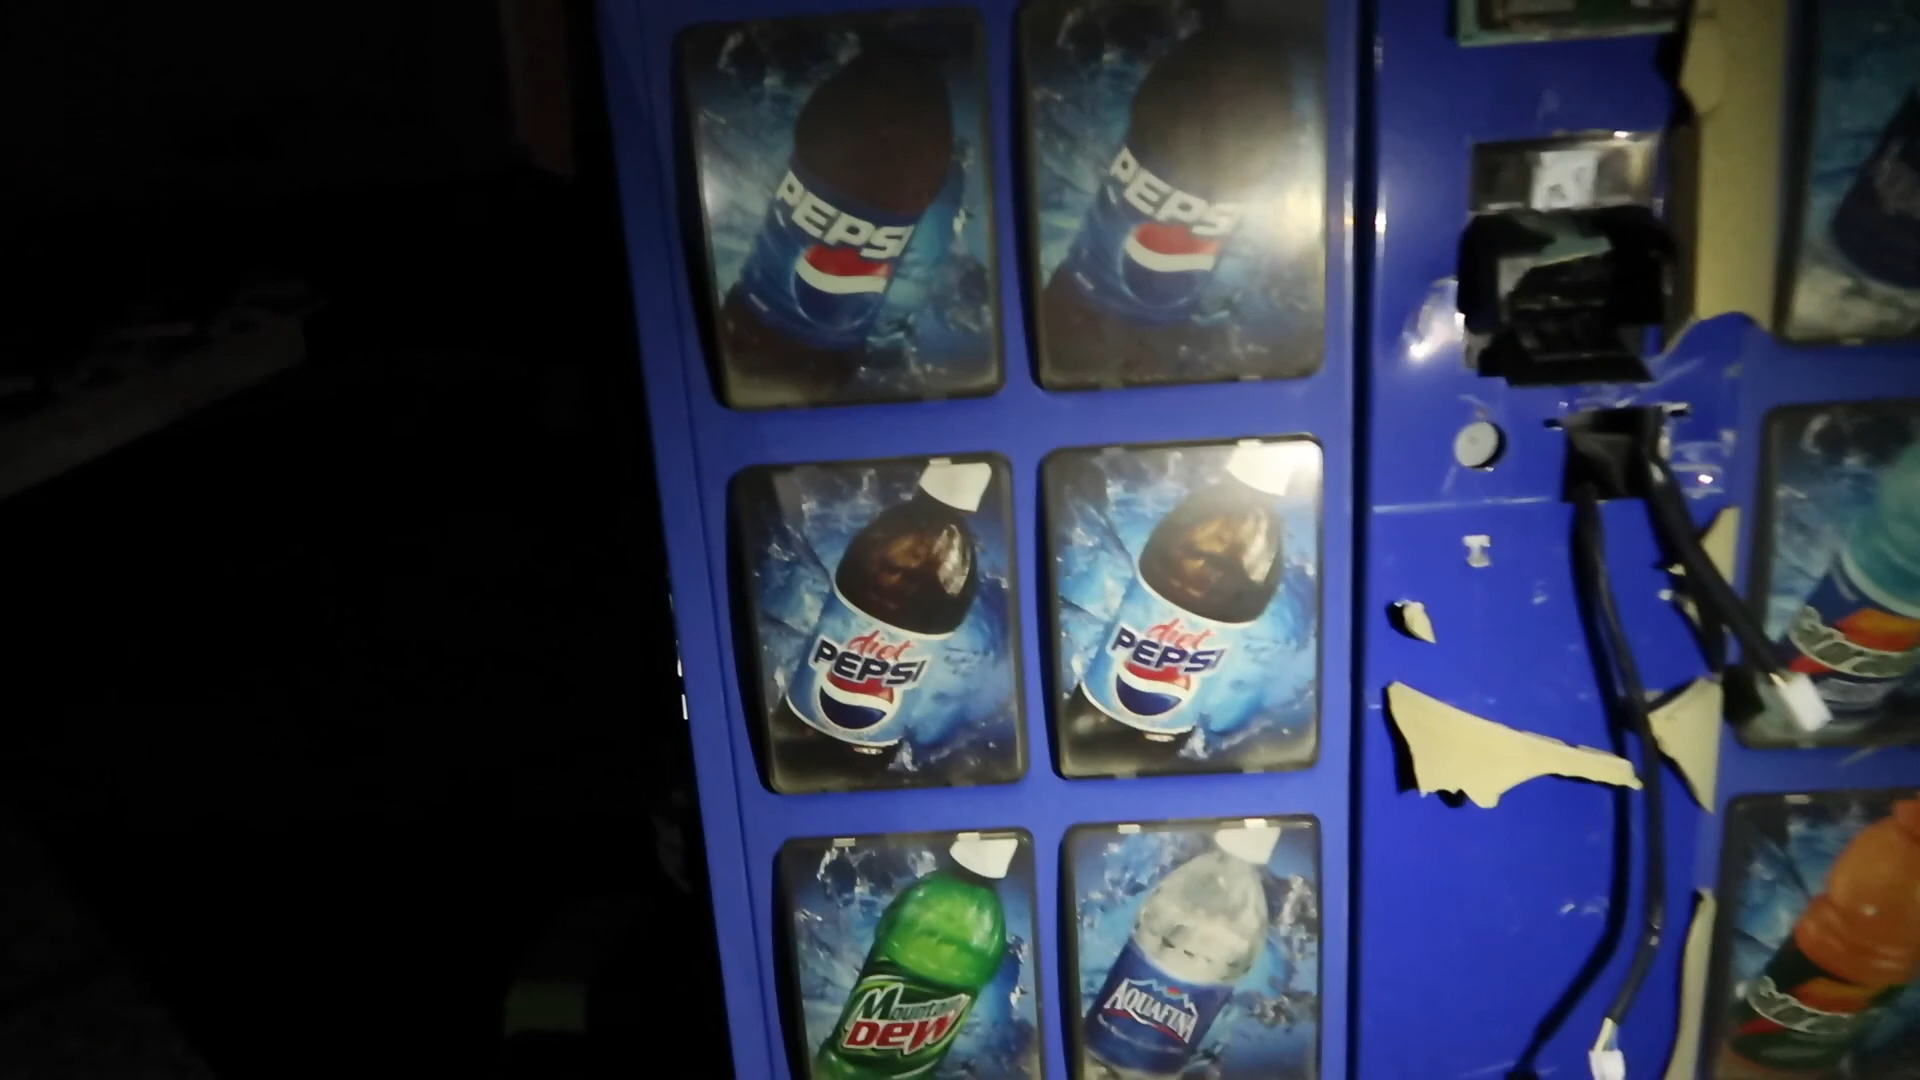 PEPSI
PEPSI
diet
PEPSI
diet
PEPSI
Mountain
Dew
AQUAFINA